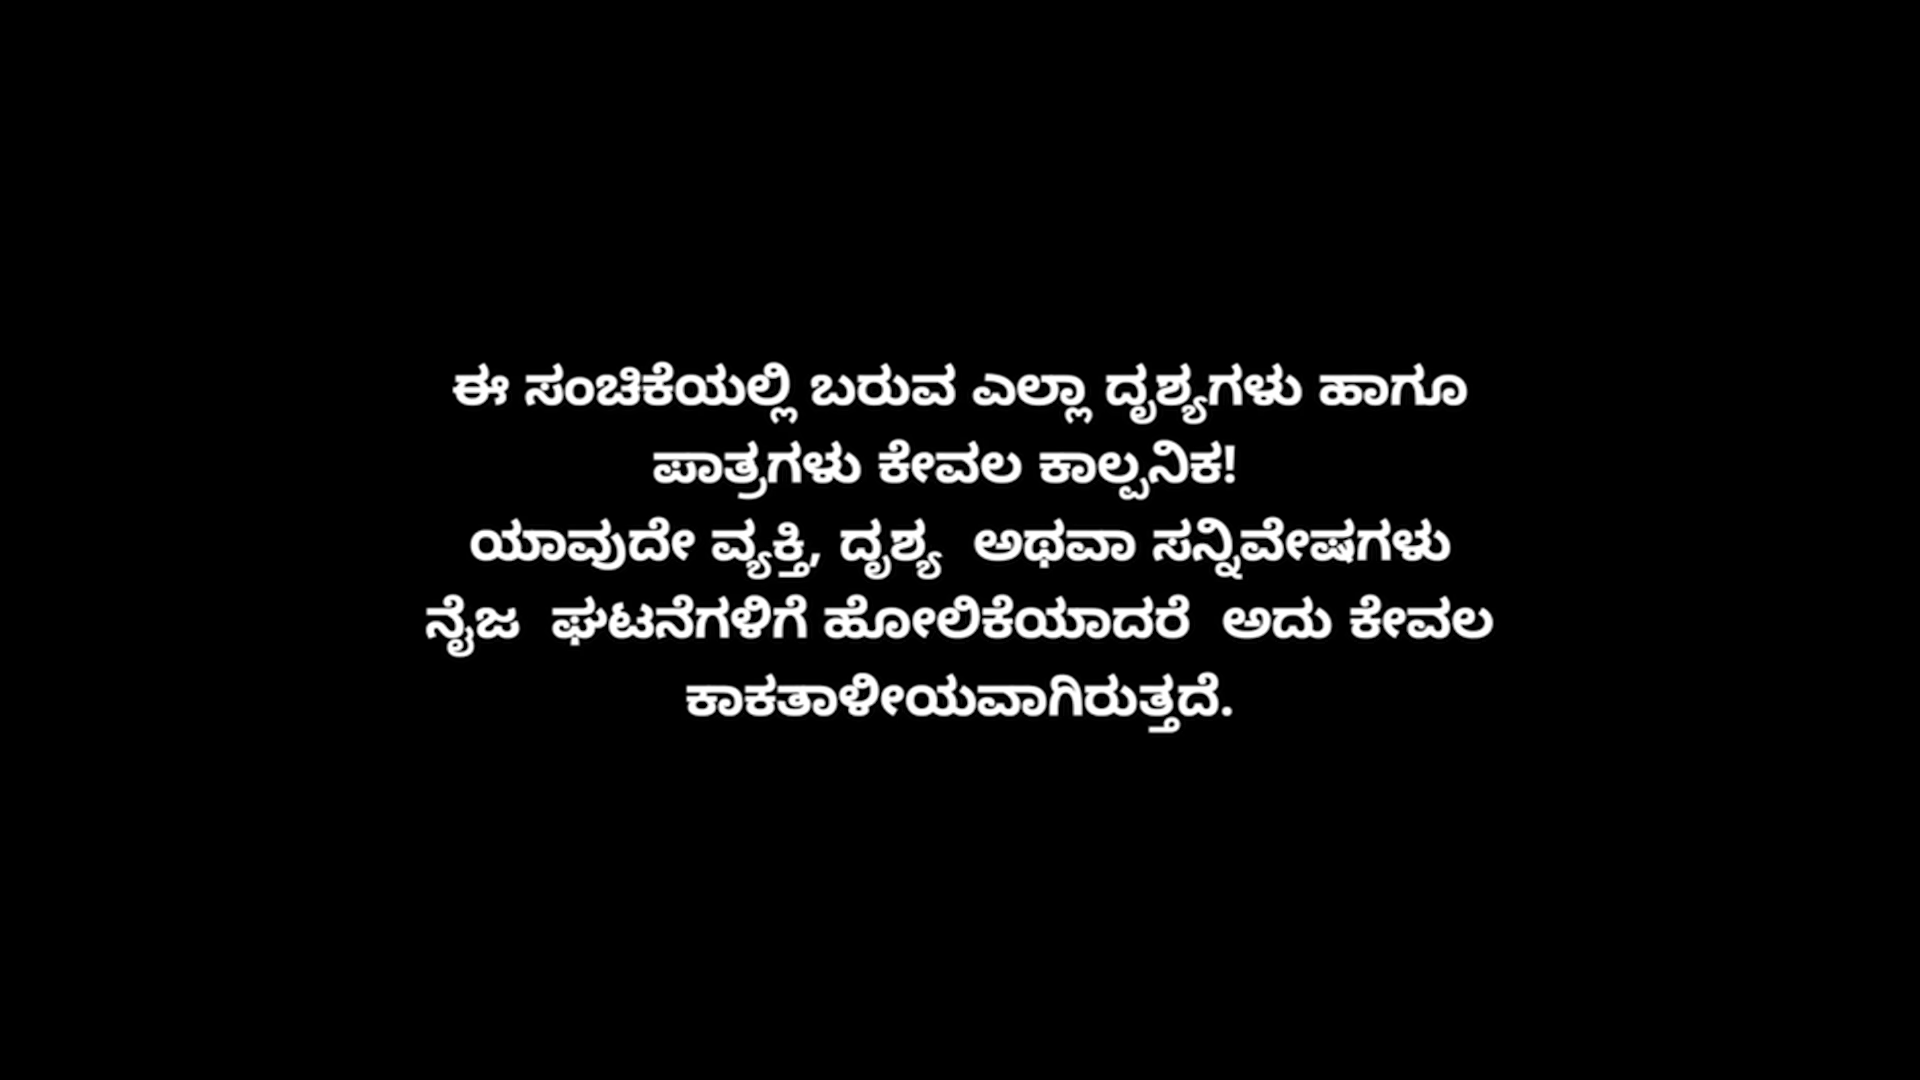 ಈ ಸಂಚಿಕೆಯಲ್ಲಿ ಬರುವ ಎಲ್ಲಾ ದೃಶ್ಯಗಳು ಹಾಗೂ
ಪಾತ್ರಗಳು ಕೇವಲ ಕಾಲ್ಪನಿಕ!
ಯಾವುದೇ ವ್ಯಕ್ತಿ, ದೃಶ್ಯ ಅಥವಾ ಸನ್ನಿವೇಷಗಳು
ನೈಜ ಘಟನೆಗಳಿಗೆ ಹೋಲಿಕೆಯಾದರೆ ಅದು ಕೇವಲ
ಕಾಕತಾಳೀಯವಾಗಿರುತ್ತದೆ.